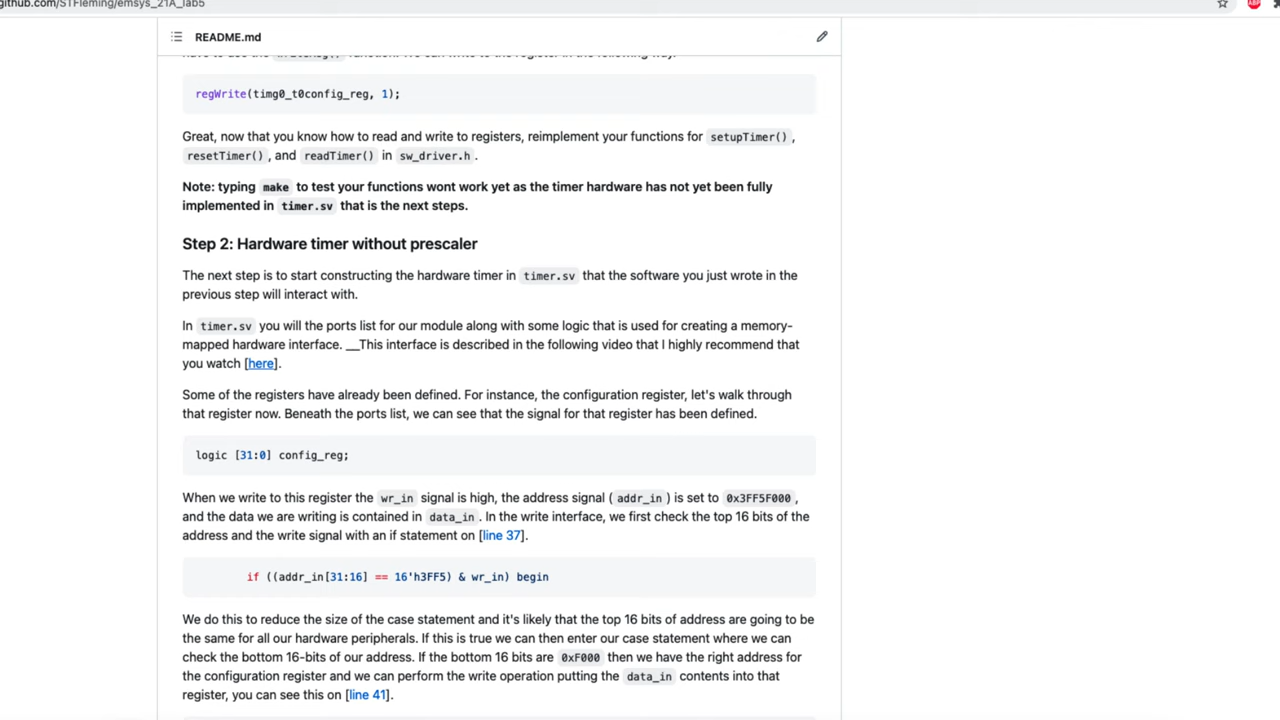 github.com/STFleming/emsys_21A_lab5
README.md
regWrite(timg0_t0config_reg, 1);
Great, now that you know how to read and write to registers, reimplement your functions for setupTimer() ,
resetTimer() , and readTimer() in sw_driver.h .
Note: typing make to test your functions wont work yet as the timer hardware has not yet been fully
implemented in timer.sv that is the next steps.
Step 2: Hardware timer without prescaler
The next step is to start constructing the hardware timer in timer.sv that the software you just wrote in the
previous step will interact with.
In timer.sv you will the ports list for our module along with some logic that is used for creating a memory-
mapped hardware interface. __This interface is described in the following video that I highly recommend that
you watch [here].
Some of the registers have already been defined. For instance, the configuration register, let's walk through
that register now. Beneath the ports list, we can see that the signal for that register has been defined.
logic [31:0] config_reg;
When we write to this register the wr_in signal is high, the address signal ( addr_in ) is set to 0x3FF5F000 ,
and the data we are writing is contained in data_in . In the write interface, we first check the top 16 bits of the
address and the write signal with an if statement on [line 37].
if ((addr_in[31:16] == 16'h3FF5) & wr_in) begin
We do this to reduce the size of the case statement and it's likely that the top 16 bits of address are going to be
the same for all our hardware peripherals. If this is true we can then enter our case statement where we can
check the bottom 16-bits of our address. If the bottom 16 bits are 0xF000 then we have the right address for
the configuration register and we can perform the write operation putting the data_in contents into that
register, you can see this on [line 41].